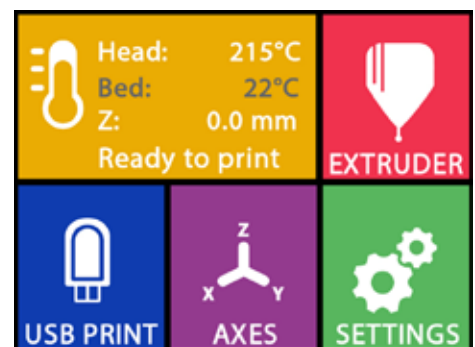 Head: 215°C
Bed: 22°C
Z: 0.0 mm
Ready to print
EXTRUDER
Z
X Y
USB PRINT
AXES
SETTINGS